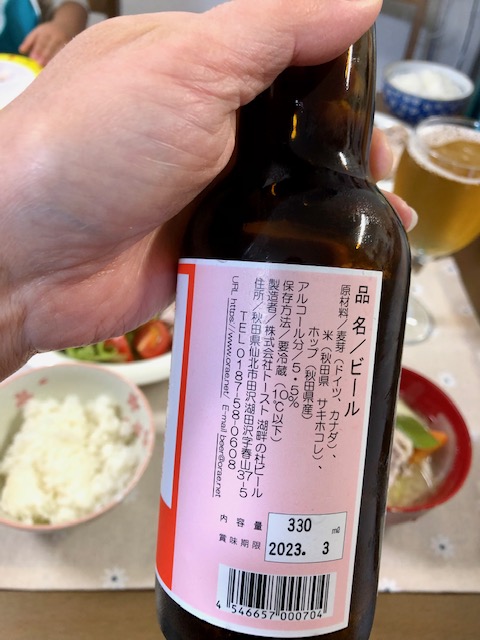 品 名/ビール
原材料/麦芽(ドイツ、カナダ)、
米(秋田県 サキホコレ)、
ホップ(秋田県産)
アルコール分/5・5%
保存方法/要冷蔵(10℃以下)
製造者/株式会社トースト 湖畔の杜ビール
住所/秋田県仙北市田沢湖田沢字春山37-5
TEL 0187-58-0608
URL https://www.orae.net/ E-mail: beer@orae.net
内 容 量 330 ml
賞味期限 2023. 3
4 546657 000704